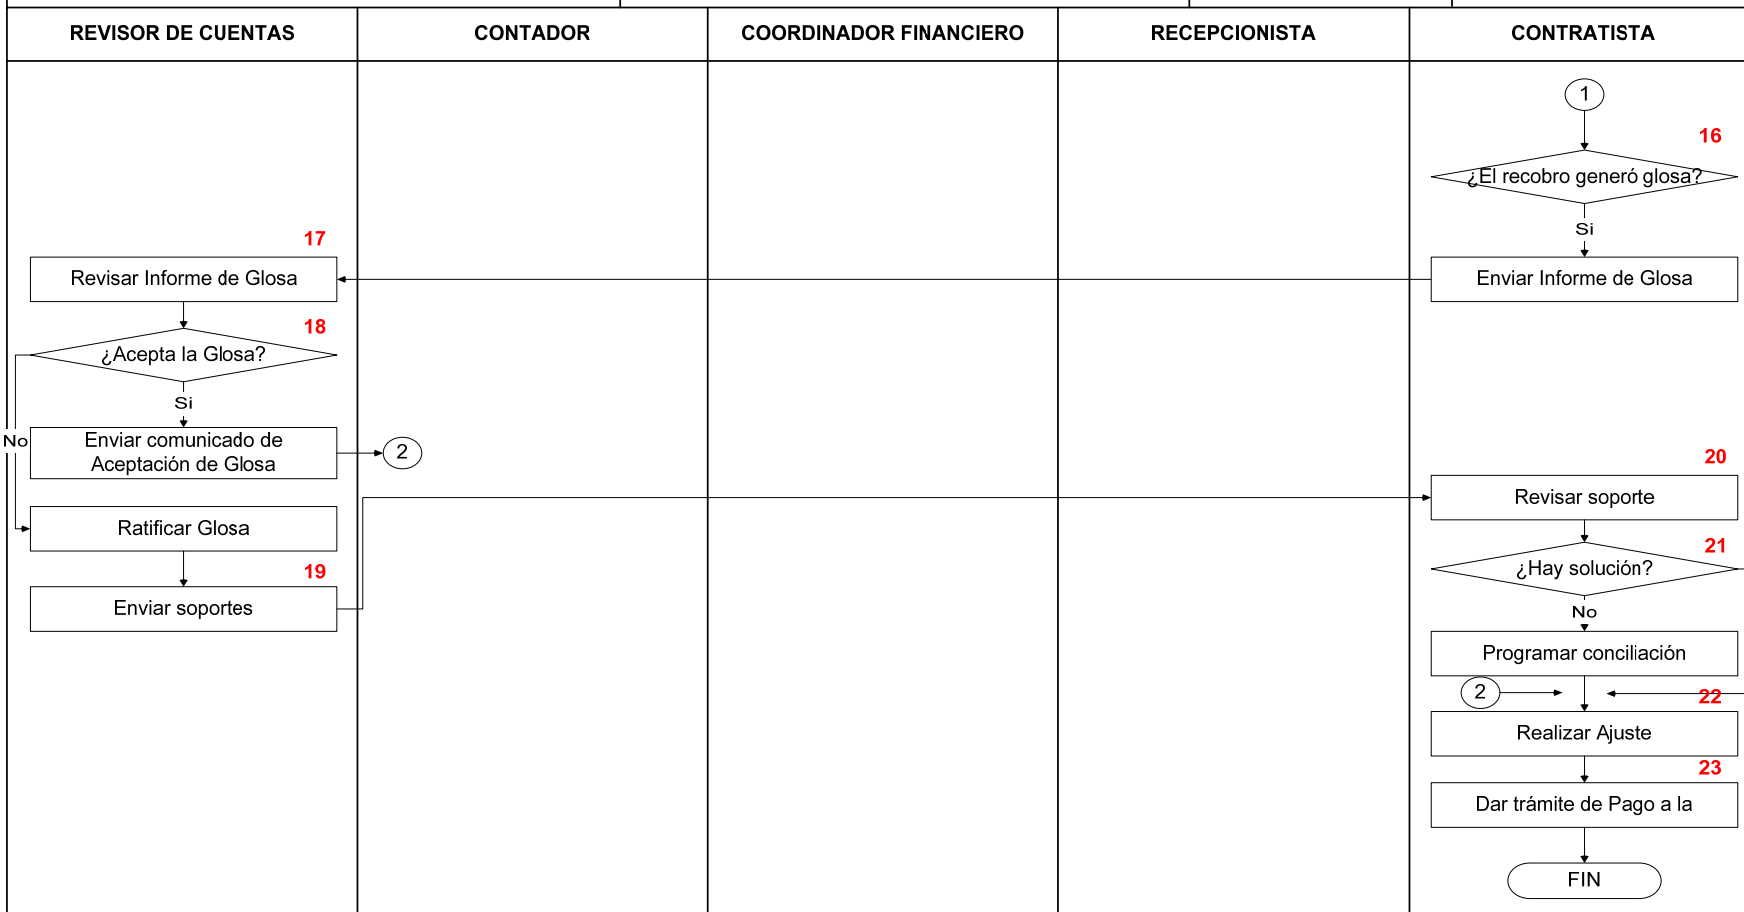 REVISOR DE CUENTAS
CONTADOR
COORDINADOR FINANCIERO
RECEPCIONISTA
CONTRATISTA
1
16
¿El recobro generó glosa?
Si
17
Revisar Informe de Glosa
Enviar Informe de Glosa
18
¿Acepta la Glosa?
Si
No
Enviar comunicado de
Aceptación de Glosa
2
20
Revisar soporte
Ratificar Glosa
21
¿Hay solución?
19
Enviar soportes
No
Programar conciliación
2
22
Realizar Ajuste
23
Dar trámite de Pago a la
FIN